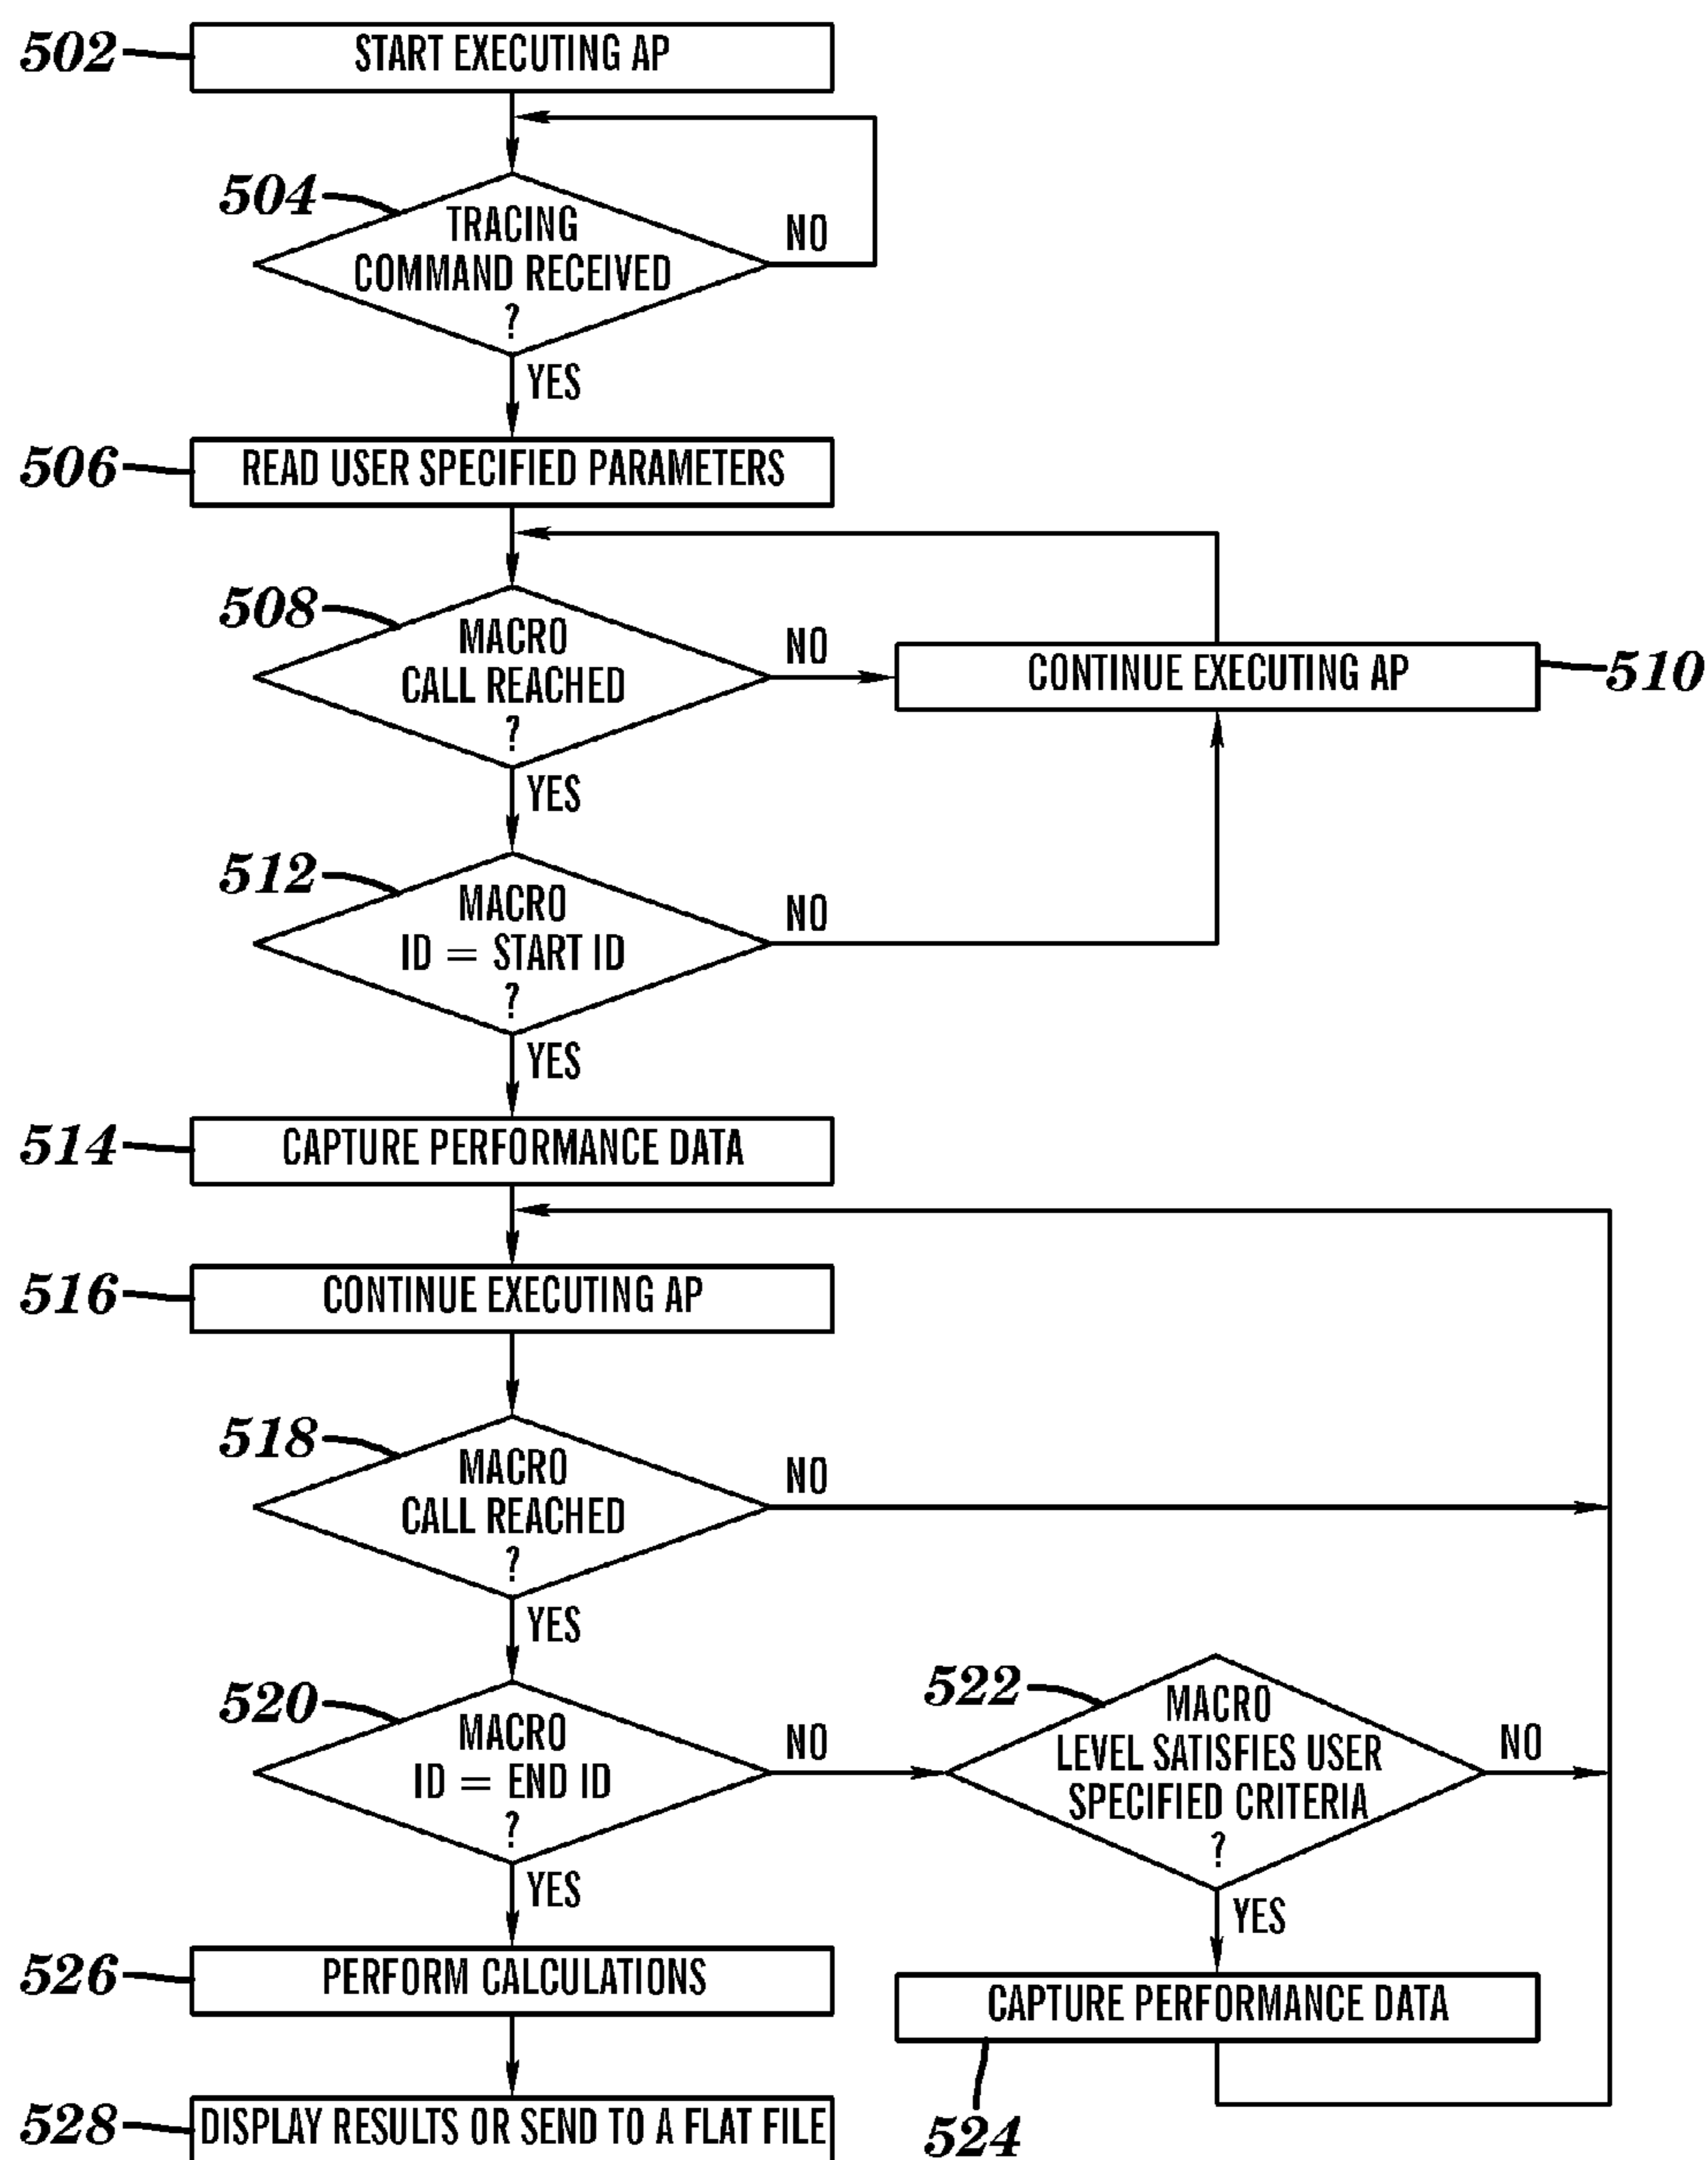 502
START EXECUTING AP
504
TRACING
COMMAND RECEIVED
?
NO
YES
506
READ USER SPECIFIED PARAMETERS
508
MACRO
CALL REACHED
?
NO
CONTINUE EXECUTING AP
510
YES
512
MACRO
ID = START ID
?
NO
YES
514
CAPTURE PERFORMANCE DATA
516
CONTINUE EXECUTING AP
518
MACRO
CALL REACHED
?
NO
YES
520
MACRO
ID = END ID
?
NO
522
MACRO
LEVEL SATISFIES USER
SPECIFIED CRITERIA
?
NO
YES
YES
526
PERFORM CALCULATIONS
CAPTURE PERFORMANCE DATA
524
528
DISPLAY RESULTS OR SEND TO A FLAT FILE